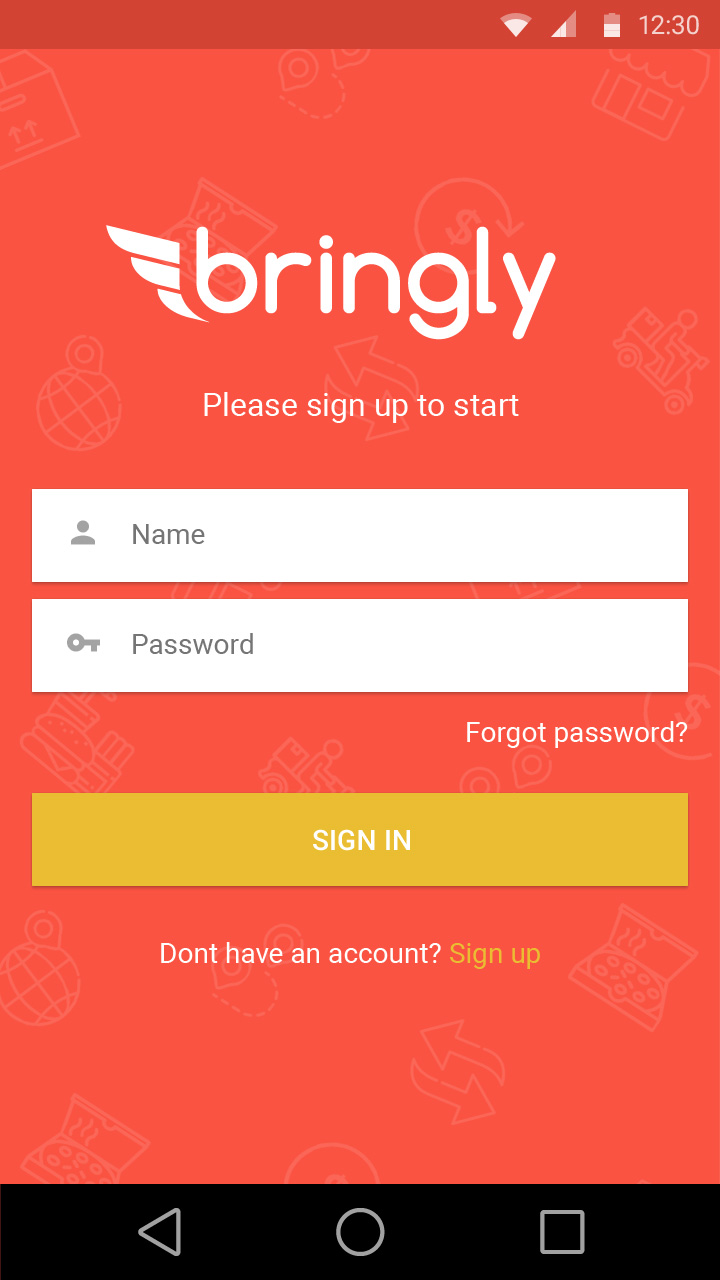 12:30
bringly
Please sign up to start
Name
Password
Forgot password?
SIGN IN
Dont have an account? Sign up